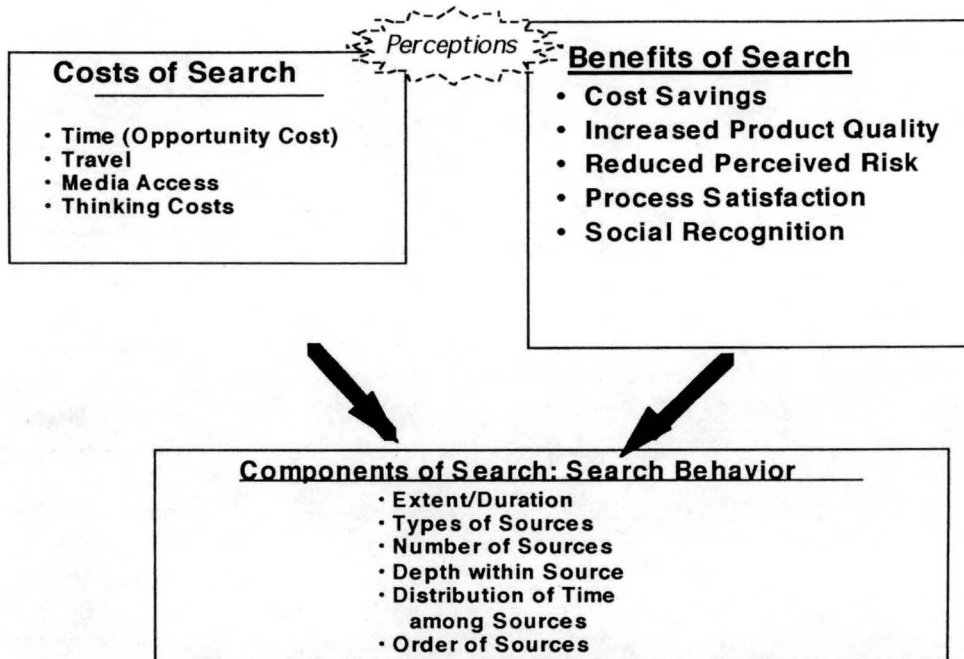 Perceptions
Costs of Search
· Time (Opportunity Cost)
· Travel
· Media Access
· Thinking Costs
Benefits of Search
• Cost Savings
• Increased Product Quality
• Reduced Perceived Risk
• Process Satisfaction
• Social Recognition
Components of Search: Search Behavior
· Extent/Duration
· Types of Sources
· Number of Sources
· Depth within Source
· Distribution of Time
among Sources
· Order of Sources